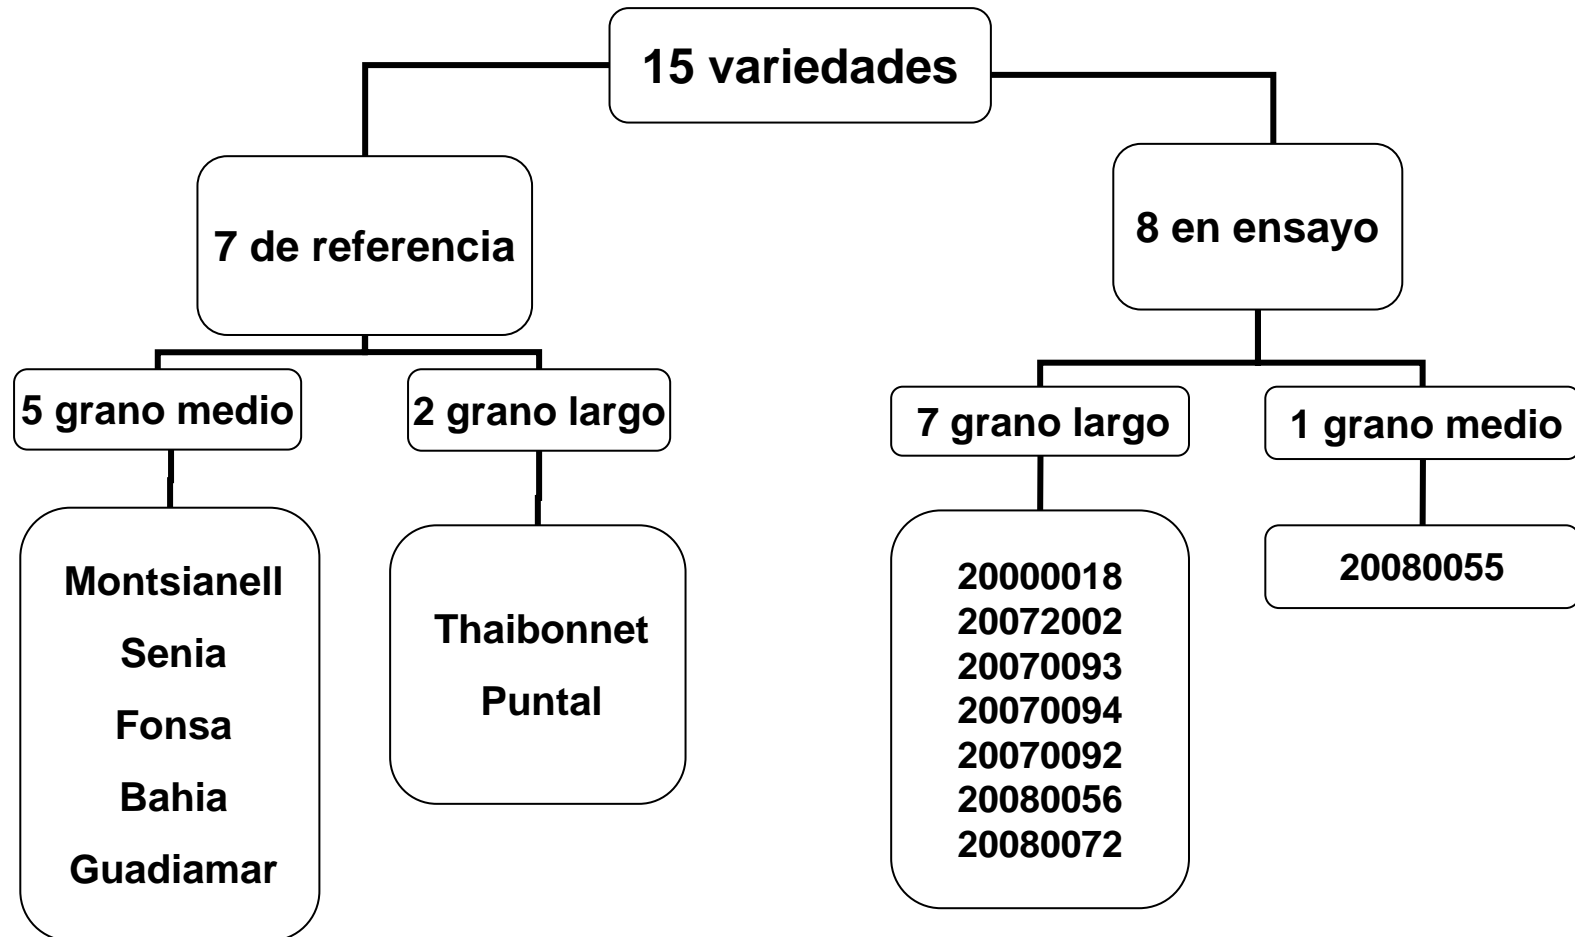 15 variedades
7 de referencia
8 en ensayo
5 grano medio
2 grano largo
7 grano largo
1 grano medio
Montsianell
Senia
Fonsa
Bahia
Guadiamar
Thaibonnet
Puntal
20000018
20072002
20070093
20070094
20070092
20080056
20080072
20080055